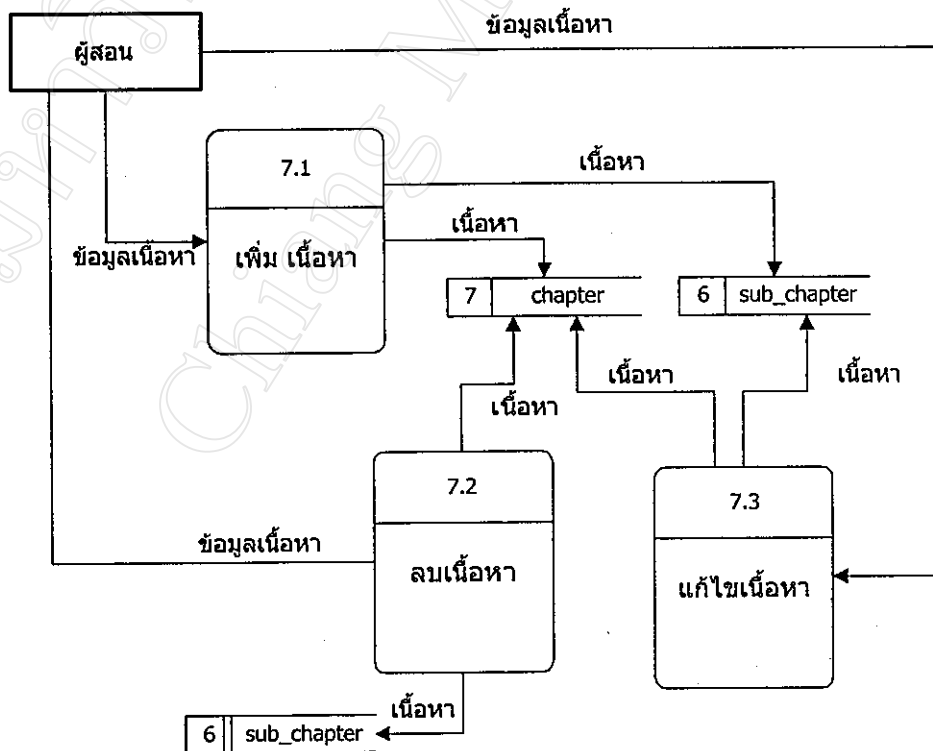 ข้อมูลเนื้อหา
ผู้สอน
7.1
เนื้อหา
เนื้อหา
ข้อมูลเนื้อหา
เพิ่ม เนื้อหา
7 chapter
6 sub_chapter
เนื้อหา
เนื้อหา
เนื้อหา
7.2
7.3
ข้อมูลเนื้อหา
ลบเนื้อหา
แก้ไขเนื้อหา
เนื้อหา
6 sub_chapter
Chiang M